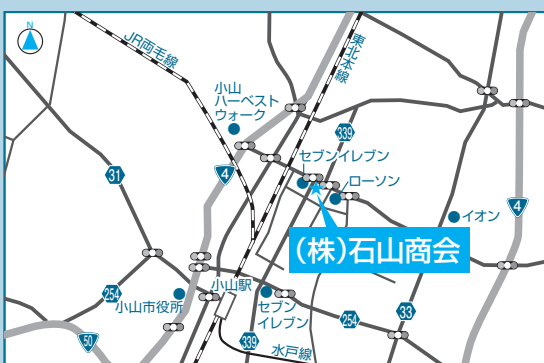 N
JR両毛線
東北本線
小山
ハーベスト
ウォーク
339
セブンイレブン
31
4
ローソン
4
イオン
(株)石山商会
254
小山市役所
小山駅
セブン
イレブン
254
33
50
339
水戸線